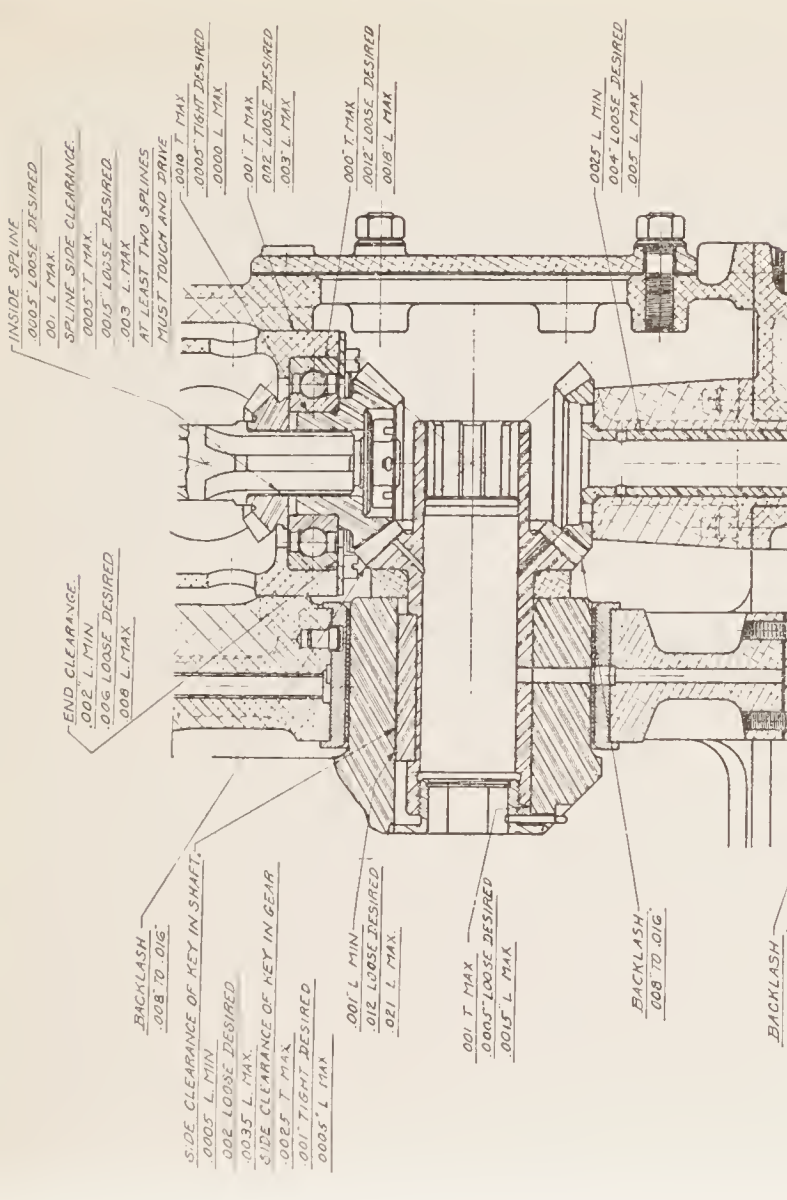 INSIDE SPLINE
.0005 LOOSE DESIRED
.001 L MAX.
SPLINE SIDE CLEARANCE.
.0005" T MAX.
.0015 LOOSE DESIRED.
.003 L. MAX
AT LEAST TWO SPLINES
MUST TOUCH AND DRIVE
.0010 T MAX
.0005" TIGHT DESIRED
.0000 L MAX
.001" T. MAX
.002" LOOSE DESIRED
.003" L. MAX
.000" T. MAX
.0012" LOOSE DESIRED
.0018" L MAX
.0025 L MIN
.004" LOOSE DESIRED
.005 L MAX
END CLEARANCE.
.002" L. MIN
.006 LOOSE DESIRED.
.008 L. MAX
BACKLASH
.008" TO .016"
SIDE CLEARANCE OF KEY IN SHAFT.
.0005 L. MIN
.002 LOOSE DESIRED
.0035 L. MAX.
SIDE CLEARANCE OF KEY IN GEAR
.0025 T MAX
.001" TIGHT DESIRED
.0005" L MAX
.001" L MIN
.012 LOOSE DESIRED
.021 L MAX.
.001 T MAX
.0005" LOOSE DESIRED
.0015" L MAX
BACKLASH
.008" TO .016"
BACKLASH